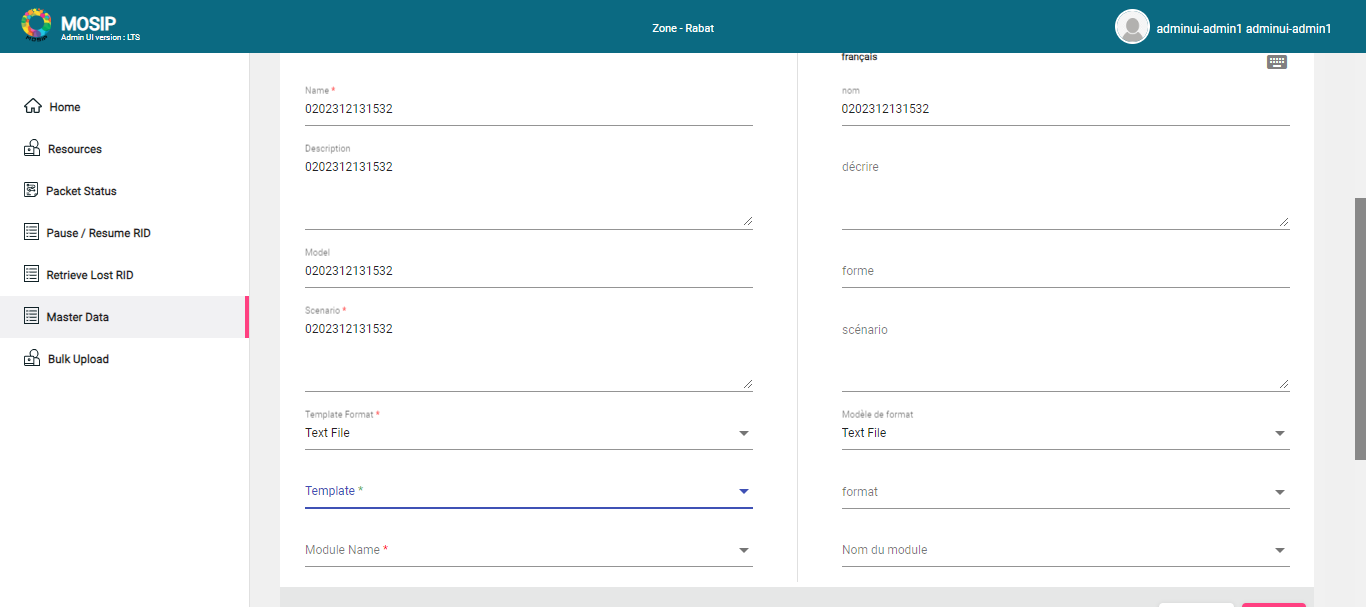 MOSIP
Admin UI version : LTS
Zone - Rabat
adminui-admin1 adminui-admin1
Home
Resources
Packet Status
Pause / Resume RID
Retrieve Lost RID
Master Data
Bulk Upload
français
Name *
0202312131532
nom
0202312131532
Description
0202312131532
décrire
Model
0202312131532
forme
Scenario *
0202312131532
scénario
Template Format *
Text File
Modèle de format
Text File
Template *
format
Module Name *
Nom du module